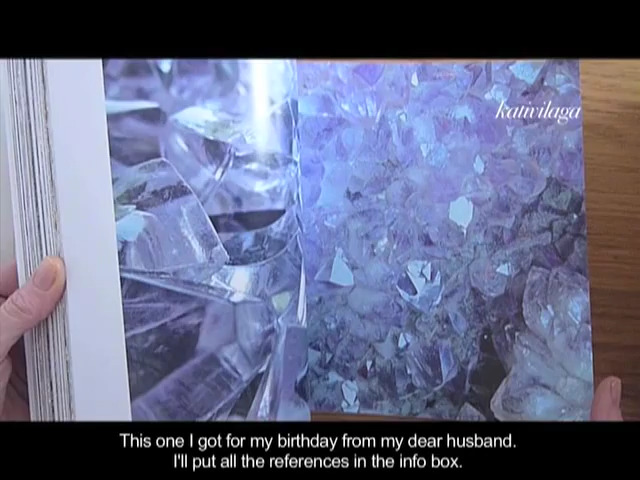 kativilaga
This one I got for my birthday from my dear husband.
I'll put all the references in the info box.